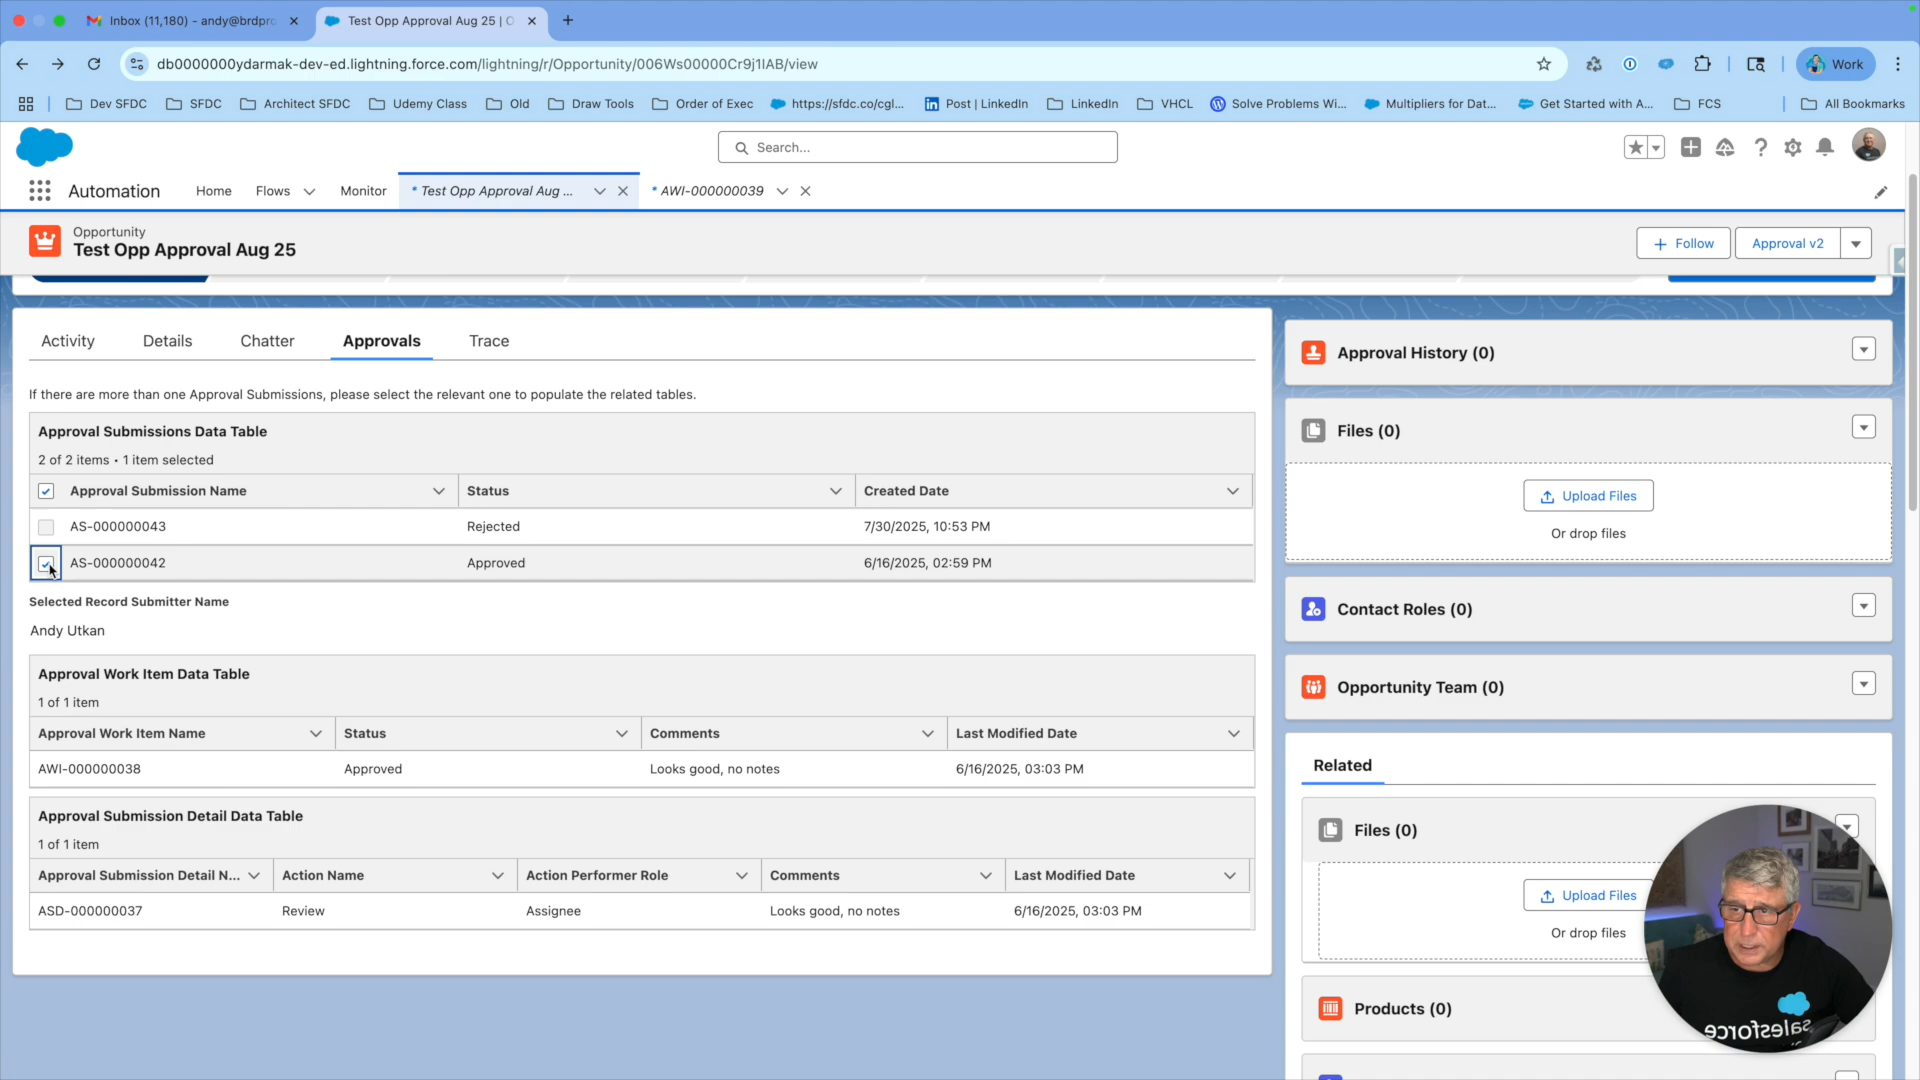 Inbox (11,180) - andy@brdpro
Test Opp Approval Aug 25 | O
db0000000ydarmak-dev-ed.lightning.force.com/lightning/r/Opportunity/006Ws00000Cr9j1IAB/view
Work
Dev SFDC
SFDC
Architect SFDC
Udemy Class
Old
Draw Tools
Order of Exec
https://sfdc.co/cgl...
Post | LinkedIn
LinkedIn
VHCL
Solve Problems Wi...
Multipliers for Dat...
Get Started with A...
FCS
All Bookmarks
Search...
Automation
Home
Flows
Monitor
* Test Opp Approval Aug ...
* AWI-000000039
Opportunity
Test Opp Approval Aug 25
Follow
Approval v2
Activity
Details
Chatter
Approvals
Trace
If there are more than one Approval Submissions, please select the relevant one to populate the related tables.
Approval Submissions Data Table
2 of 2 items • 1 item selected
Approval Submission Name
Status
Created Date
AS-000000043
Rejected
7/30/2025, 10:53 PM
AS-000000042
Approved
6/16/2025, 02:59 PM
Selected Record Submitter Name
Andy Utkan
Approval Work Item Data Table
1 of 1 item
Approval Work Item Name
Status
Comments
Last Modified Date
AWI-000000038
Approved
Looks good, no notes
6/16/2025, 03:03 PM
Approval Submission Detail Data Table
1 of 1 item
Approval Submission Detail N...
Action Name
Action Performer Role
Comments
Last Modified Date
ASD-000000037
Review
Assignee
Looks good, no notes
6/16/2025, 03:03 PM
Approval History (0)
Files (0)
Upload Files
Or drop files
Contact Roles (0)
Opportunity Team (0)
Related
Files (0)
Upload Files
Or drop files
Products (0)
salesforce